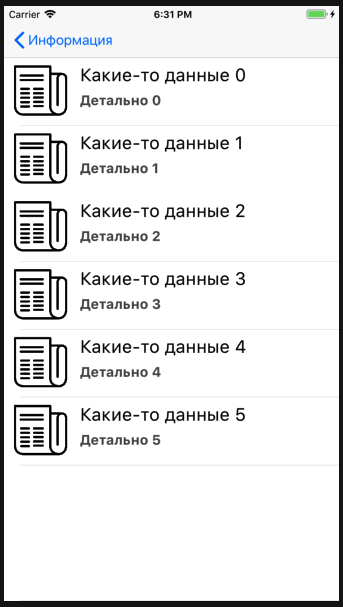 Carrier 6:31 PM
Информация
Какие-то данные 0
Детально 0
Какие-то данные 1
Детально 1
Какие-то данные 2
Детально 2
Какие-то данные 3
Детально 3
Какие-то данные 4
Детально 4
Какие-то данные 5
Детально 5